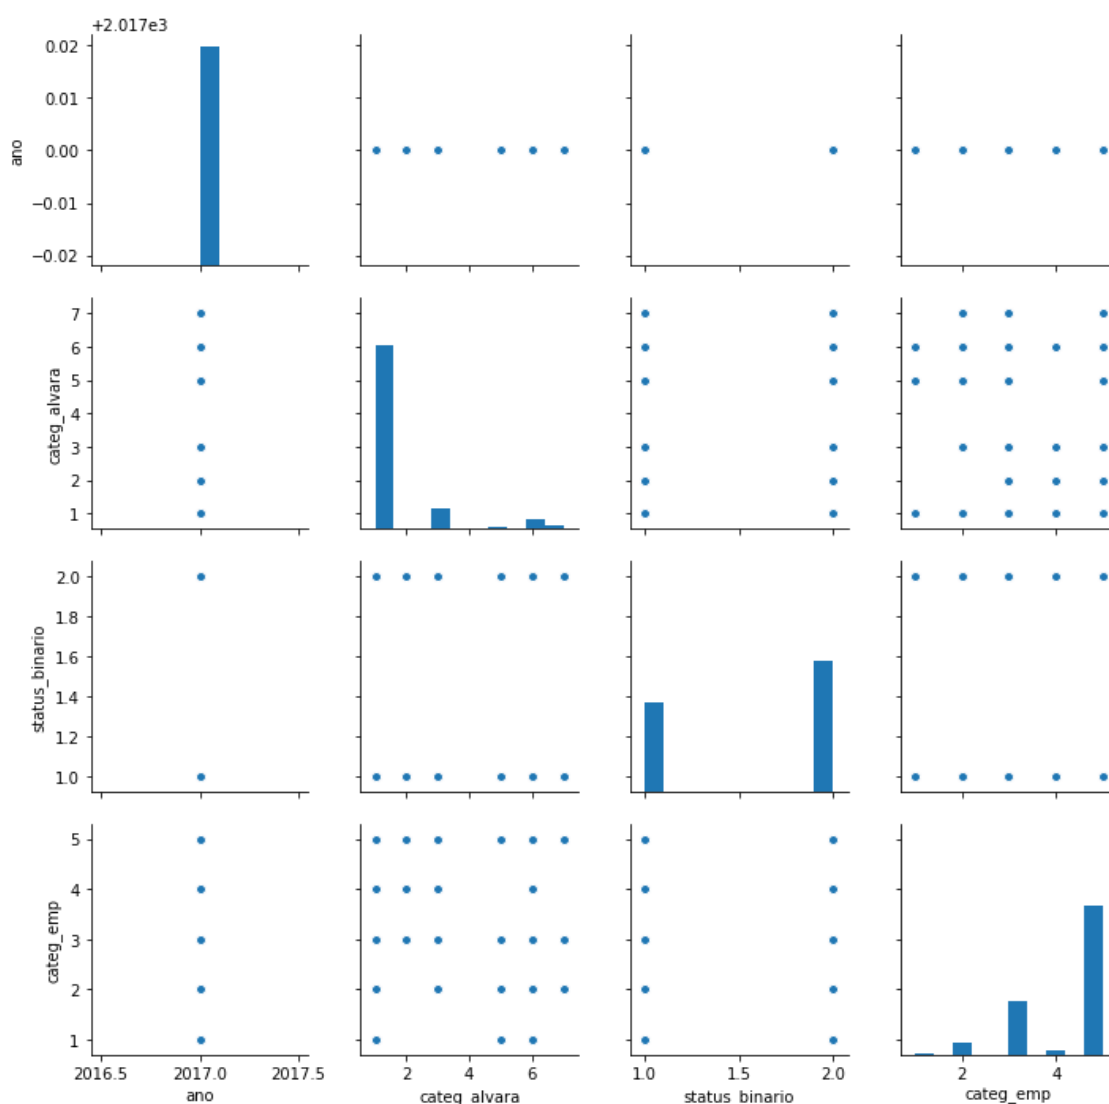 +2.017e3
0.02
0.01
0.00
−0.01
−0.02
ano
7
6
5
4
3
2
1
categ_alvara
2.0
1.8
1.6
1.4
1.2
1.0
status_binario
5
4
3
2
1
categ_emp
2016.5 2017.0 2017.5
ano
2 4 6
categ_alvara
1.0 1.5 2.0
status_binario
2 4
categ_emp